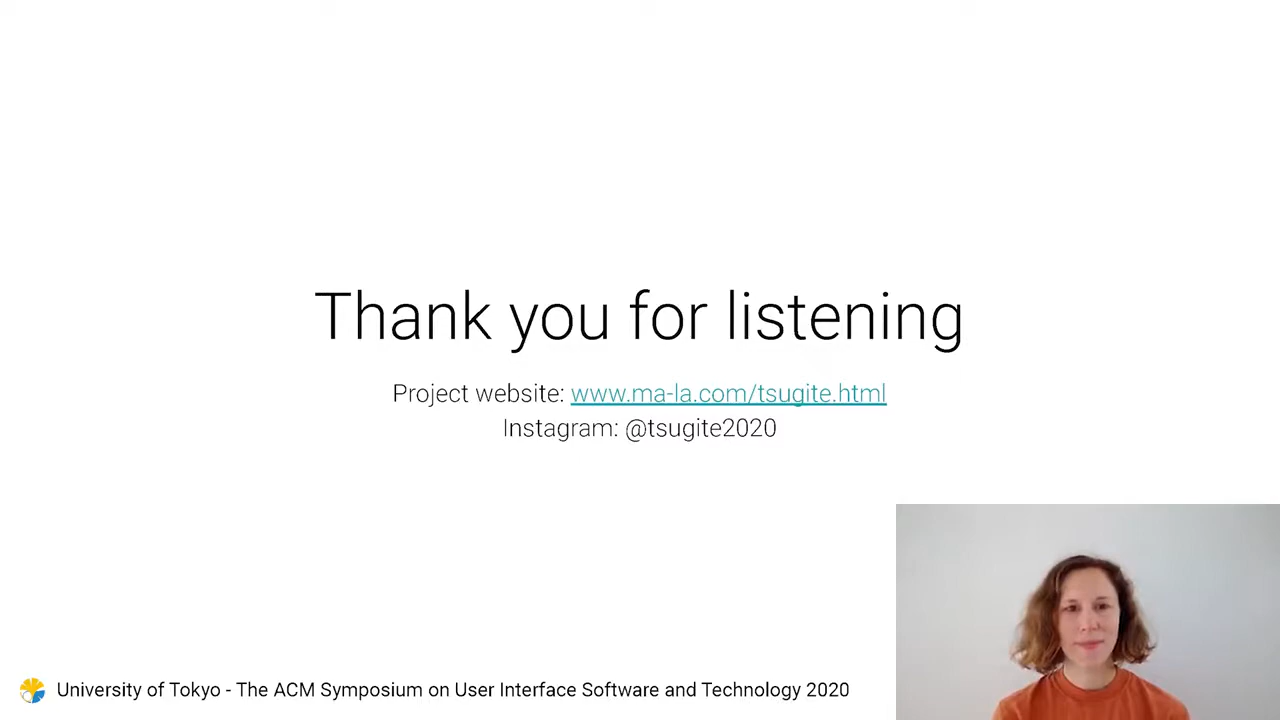 Thank you for listening
Project website: www.ma-la.com/tsugite.html
Instagram: @tsugite2020
University of Tokyo - The ACM Symposium on User Interface Software and Technology 2020